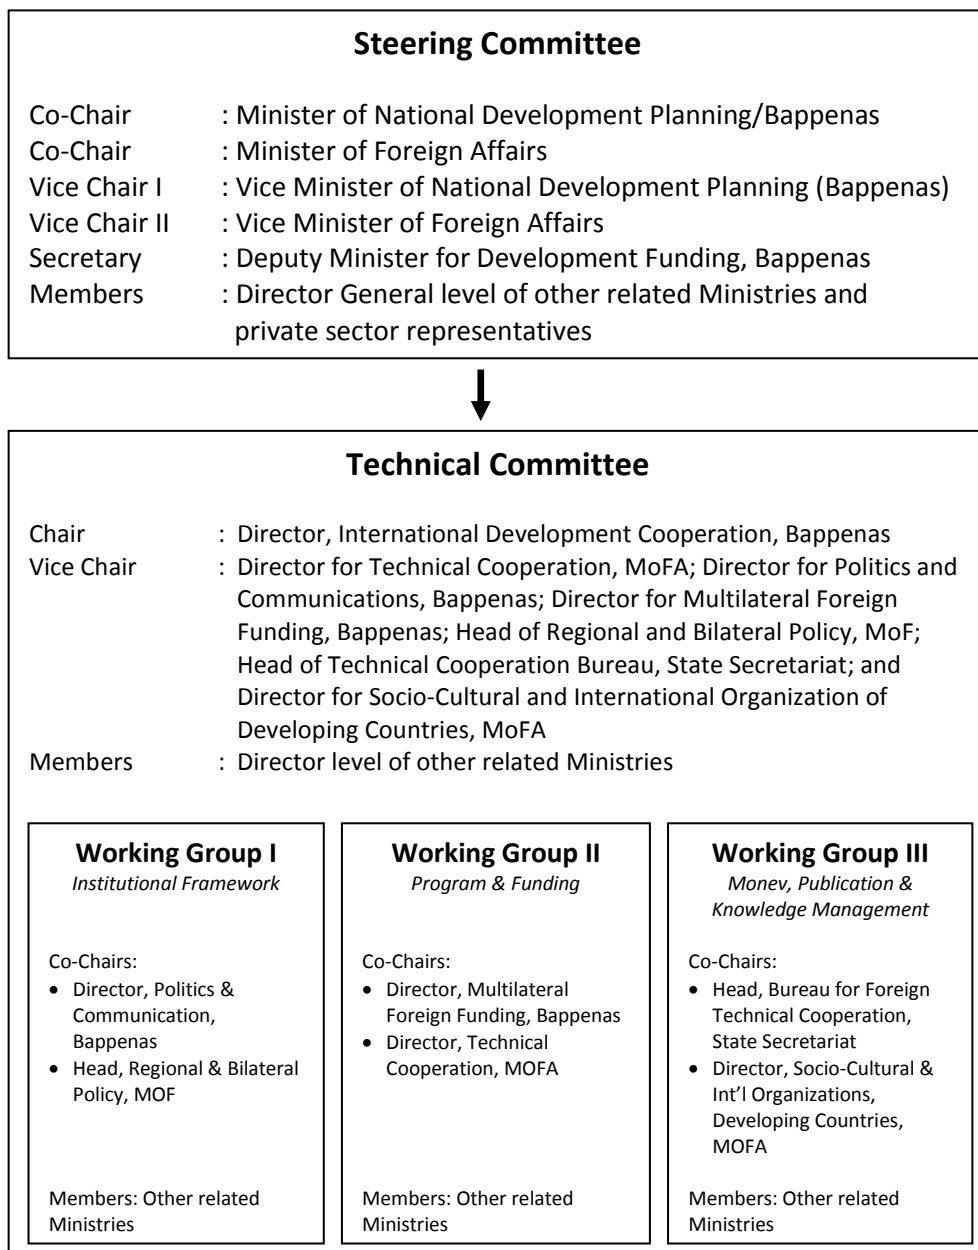 Steering Committee
Co-Chair : Minister of National Development Planning/Bappenas
Co-Chair : Minister of Foreign Affairs
Vice Chair I : Vice Minister of National Development Planning (Bappenas)
Vice Chair II : Vice Minister of Foreign Affairs
Secretary : Deputy Minister for Development Funding, Bappenas
Members : Director General level of other related Ministries and
private sector representatives
Technical Committee
Chair : Director, International Development Cooperation, Bappenas
Vice Chair : Director for Technical Cooperation, MoFA; Director for Politics and
Communications, Bappenas; Director for Multilateral Foreign
Funding, Bappenas; Head of Regional and Bilateral Policy, MoF;
Head of Technical Cooperation Bureau, State Secretariat; and
Director for Socio-Cultural and International Organization of
Developing Countries, MoFA
Members : Director level of other related Ministries
Working Group I
Institutional Framework
Co-Chairs:
• Director, Politics &
Communication,
Bappenas
• Head, Regional & Bilateral
Policy, MOF
Members: Other related
Ministries
Working Group II
Program & Funding
Co-Chairs:
• Director, Multilateral
Foreign Funding, Bappenas
• Director, Technical
Cooperation, MOFA
Members: Other related
Ministries
Working Group III
Monev, Publication &
Knowledge Management
Co-Chairs:
• Head, Bureau for Foreign
Technical Cooperation,
State Secretariat
• Director, Socio-Cultural &
Int'l Organizations,
Developing Countries,
MOFA
Members: Other related
Ministries